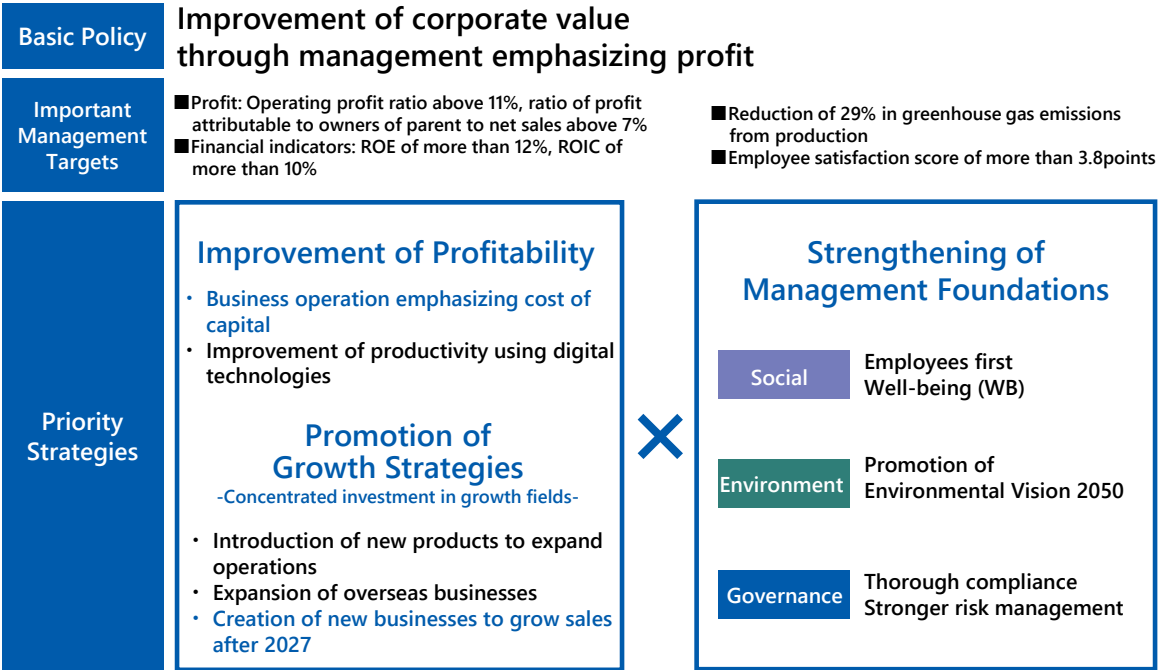 Basic Policy
Improvement of corporate value
through management emphasizing profit
Important
Management
Targets
■Profit: Operating profit ratio above 11%, ratio of profit
attributable to owners of parent to net sales above 7%
■Financial indicators: ROE of more than 12%, ROIC of
more than 10%
■Reduction of 29% in greenhouse gas emissions
from production
■Employee satisfaction score of more than 3.8points
Priority
Strategies
Improvement of Profitability
・ Business operation emphasizing cost of
capital
・ Improvement of productivity using digital
technologies
Promotion of
Growth Strategies
-Concentrated investment in growth fields-
・ Introduction of new products to expand
operations
・ Expansion of overseas businesses
・ Creation of new businesses to grow sales
after 2027
×
Strengthening of
Management Foundations
Social
Employees first
Well-being (WB)
Environment
Promotion of
Environmental Vision 2050
Governance
Thorough compliance
Stronger risk management